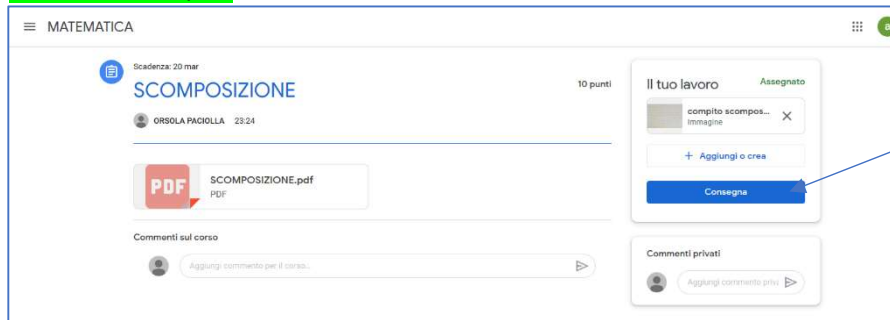 MATEMATICA
Scadenza: 20 mar
SCOMPOSIZIONE
10 punti
ORSOLA PACIOLLA 23:24
PDF
SCOMPOSIZIONE.pdf
PDF
Commenti sul corso
Aggiungi commento per il corso...
Il tuo lavoro
Assegnato
compito scompos...
Immagine
+ Aggiungi o crea
Consegna
Commenti privati
Aggiungi commento priva